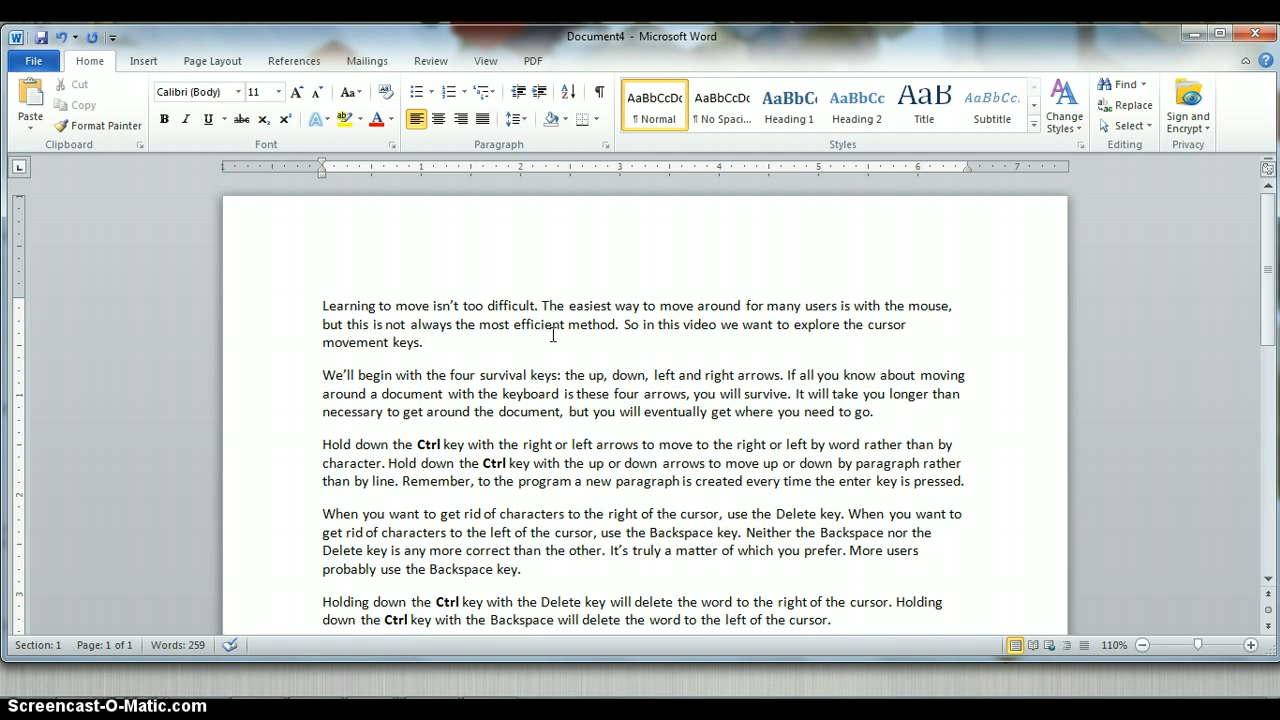 Document4 - Microsoft Word
File Home Insert Page Layout References Mailings Review View PDF
Paste
Cut
Copy
Format Painter
Clipboard
Calibri (Body) 11
Font
Paragraph
AaBbCcDc AaBbCcDc AaBbC AaBbCc AaB AaBbCc.
¶ Normal ¶ No Spaci... Heading 1 Heading 2 Title Subtitle
Change Styles
Styles
Find
Replace
Select
Editing
Sign and Encrypt
Privacy
1 2 3 4 5 6 7
Learning to move isn’t too difficult. The easiest way to move around for many users is with the mouse,
but this is not always the most efficient method. So in this video we want to explore the cursor
movement keys.
We’ll begin with the four survival keys: the up, down, left and right arrows. If all you know about moving
around a document with the keyboard is these four arrows, you will survive. It will take you longer than
necessary to get around the document, but you will eventually get where you need to go.
Hold down the Ctrl key with the right or left arrows to move to the right or left by word rather than by
character. Hold down the Ctrl key with the up or down arrows to move up or down by paragraph rather
than by line. Remember, to the program a new paragraph is created every time the enter key is pressed.
When you want to get rid of characters to the right of the cursor, use the Delete key. When you want to
get rid of characters to the left of the cursor, use the Backspace key. Neither the Backspace nor the
Delete key is any more correct than the other. It’s truly a matter of which you prefer. More users
probably use the Backspace key.
Holding down the Ctrl key with the Delete key will delete the word to the right of the cursor. Holding
down the Ctrl key with the Backspace will delete the word to the left of the cursor.
Section: 1 Page: 1 of 1 Words: 259 110%
Screencast-O-Matic.com